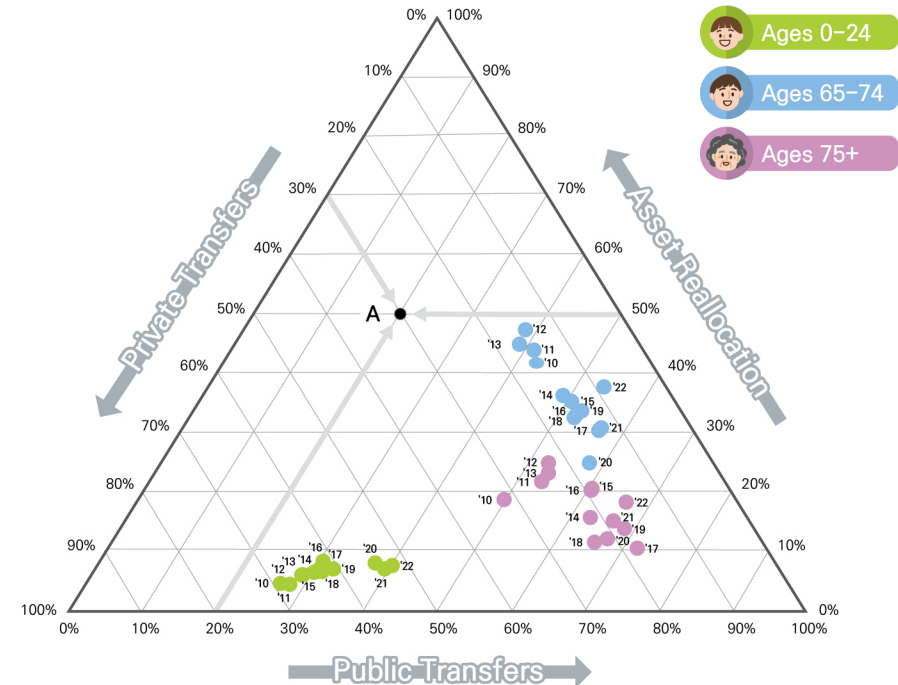 0% 100%
Ages 0-24
10% 90%
Ages 65-74
20% 80%
Ages 75+
30% 70%
Private Transfers
Asset Reallocation
40% 60%
50% A 50%
'12
'13
'11
'10
60% 40%
'22
'14
'15
'16 '19
'18
'17 '21
70% 30%
'12
'20
'13
'11
'16 '15
80% 20%
'10
'22
'14 '21
'19
'18 '20 '17
90% 10%
'16 '20
'13 '14 '17
'12 '19 '22
'10 '15 '18 '21
'11
100% 0%
0% 10% 20% 30% 40% 50% 60% 70% 80% 90% 100%
Public Transfers